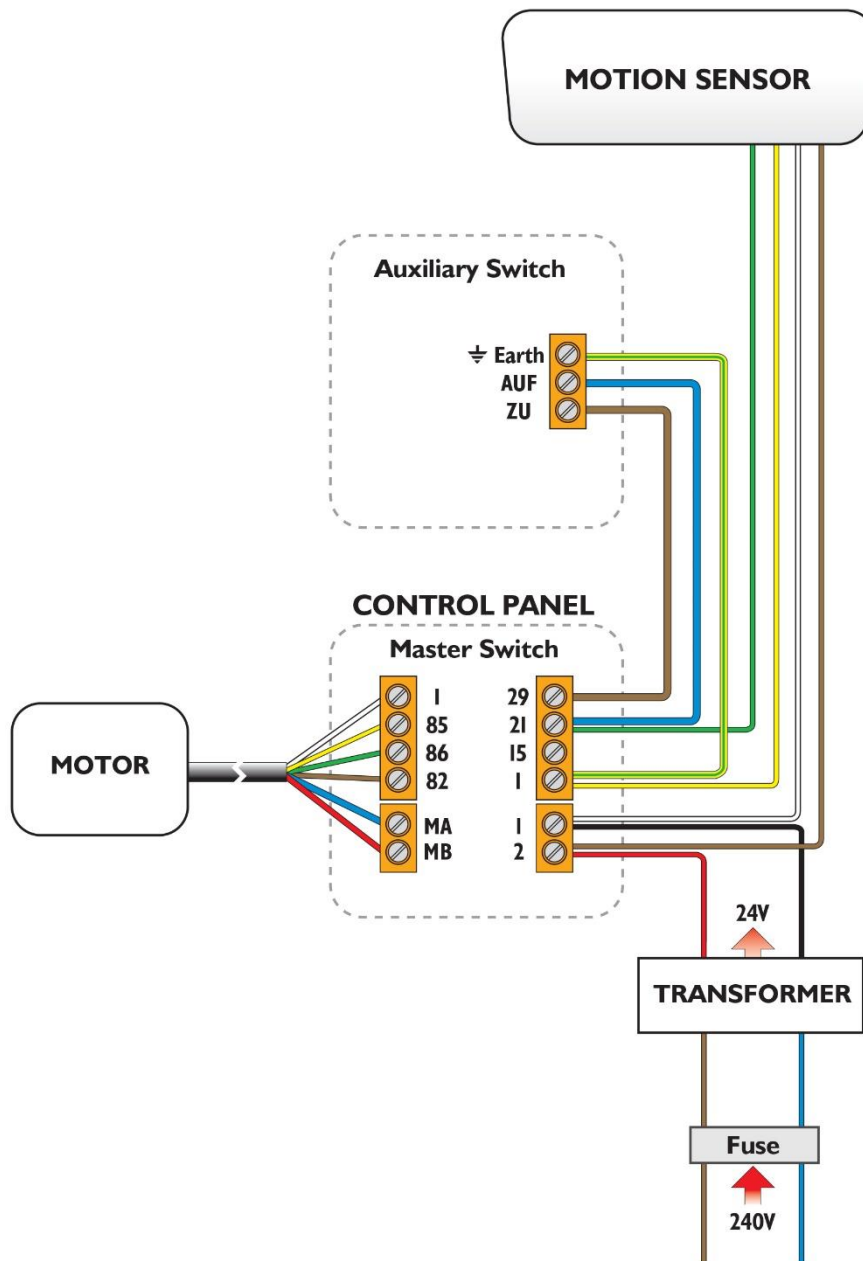 MOTION SENSOR
Auxiliary Switch
Earth
AUF
ZU
CONTROL PANEL
Master Switch
1 29
85 21
86 15
82 1
MOTOR
MA 1
MB 2
24V
TRANSFORMER
Fuse
240V